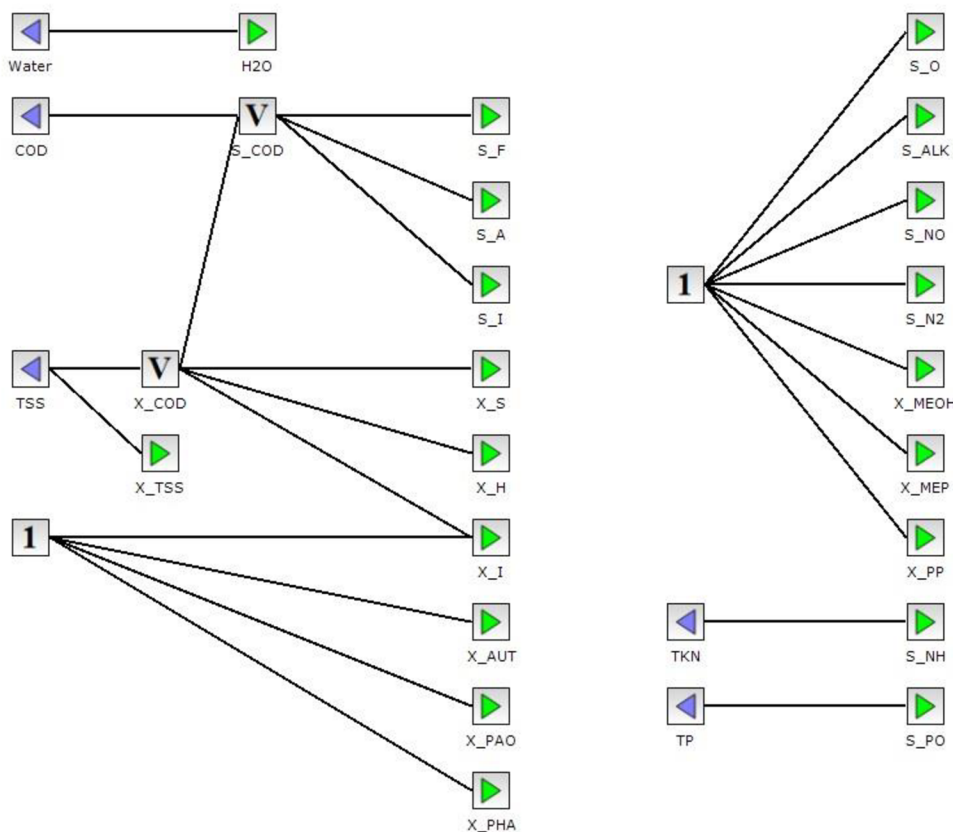 Water
H2O
COD
V
S_COD
S_F
S_A
S_I
TSS
V
X_COD
X_S
X_TSS
X_H
1
X_I
X_AUT
X_PAO
X_PHA
S_O
S_ALK
S_NO
1
S_N2
X_MEOH
X_MEP
X_PP
TKN
S_NH
TP
S_PO